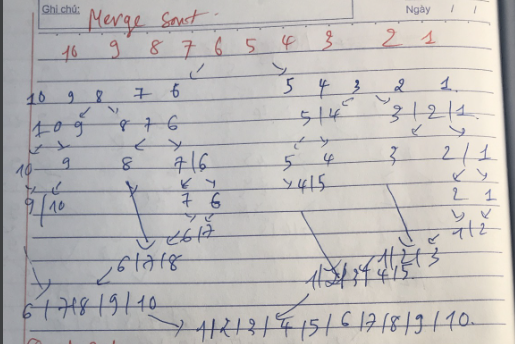 Ghi chú: Ngày / /
Merge Sort.
10 9 8 7 6 5 4 3 2 1
10 9 8 7 6 5 4 3 2 1.
10 9 8 7 6 5|4 3|2|1.
10 9 8 7|6 5 4 3 2|1
9|10 7 6 4|5 2 1
6|7 1|2
6|7|8 1|2|3
1|2|3|4|5
6|7|8|9|10
1|2|3|4|5|6|7|8|9|10.